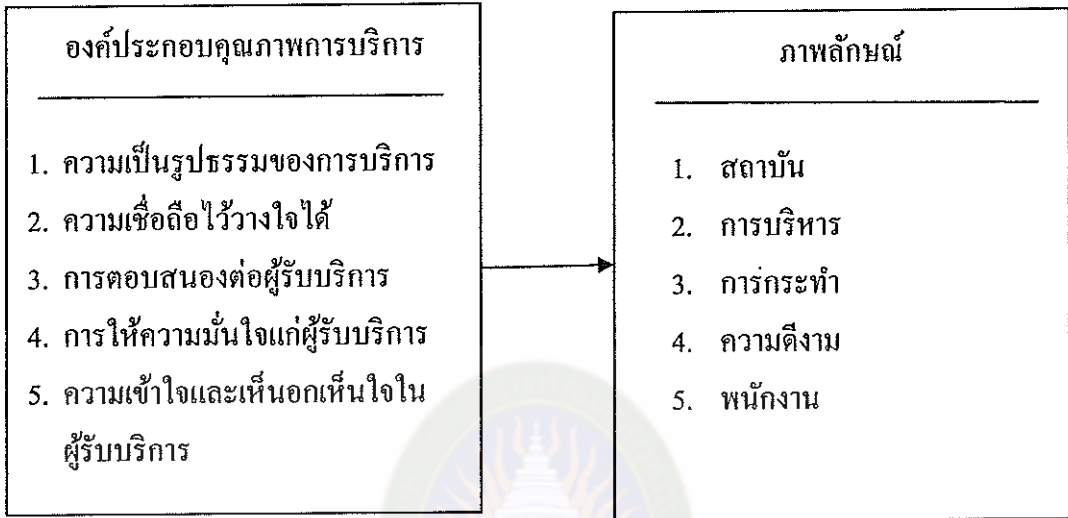 องค์ประกอบคุณภาพการบริการ
1. ความเป็นรูปธรรมของการบริการ
2. ความเชื่อถือไว้วางใจได้
3. การตอบสนองต่อผู้รับบริการ
4. การให้ความมั่นใจแก่ผู้รับบริการ
5. ความเข้าใจและเห็นอกเห็นใจใน
ผู้รับบริการ
ภาพลักษณ์
1. สถาบัน
2. การบริหาร
3. การกระทำ
4. ความดีงาม
5. พนักงาน